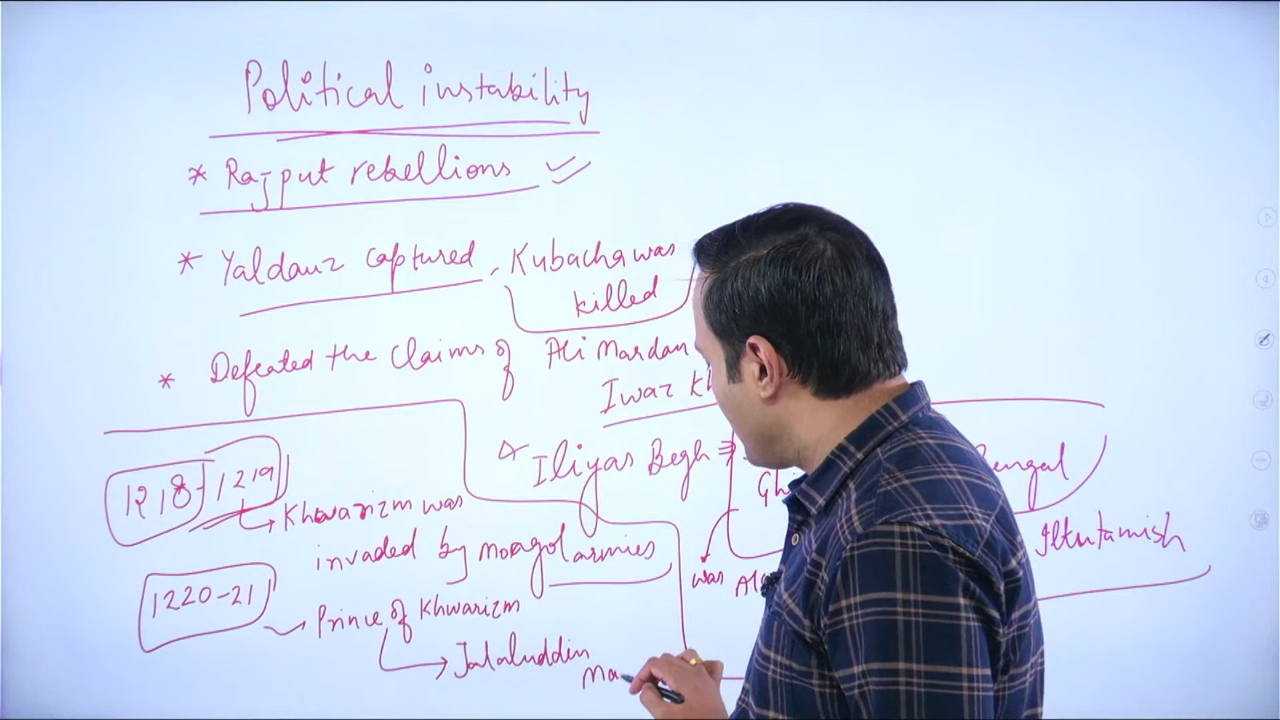 Political instability
* Rajput rebellions
* Yaldauz captured, Kubacha was
killed
* Defeated the claims of Ali Mardan
Iwaz
* Iliyas Begh
Bengal
1218-1219
Khwarizm was
invaded by mongol armies
was
Iltutamish
1220-21
Prince of Khwarizm
Jalaluddin